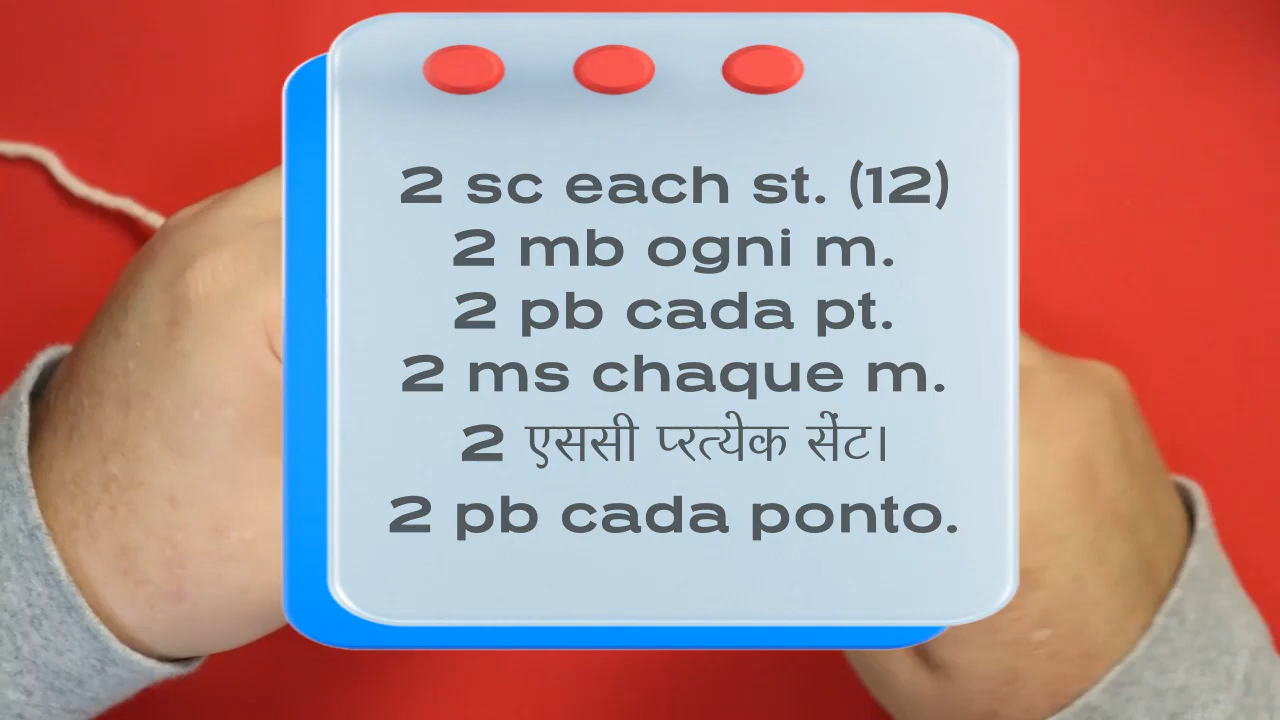 2 sc each st. (12)
2 mb ogni m.
2 pb cada pt.
2 ms chaque m.
2 एससी प्रत्येक सेंट।
2 pb cada ponto.